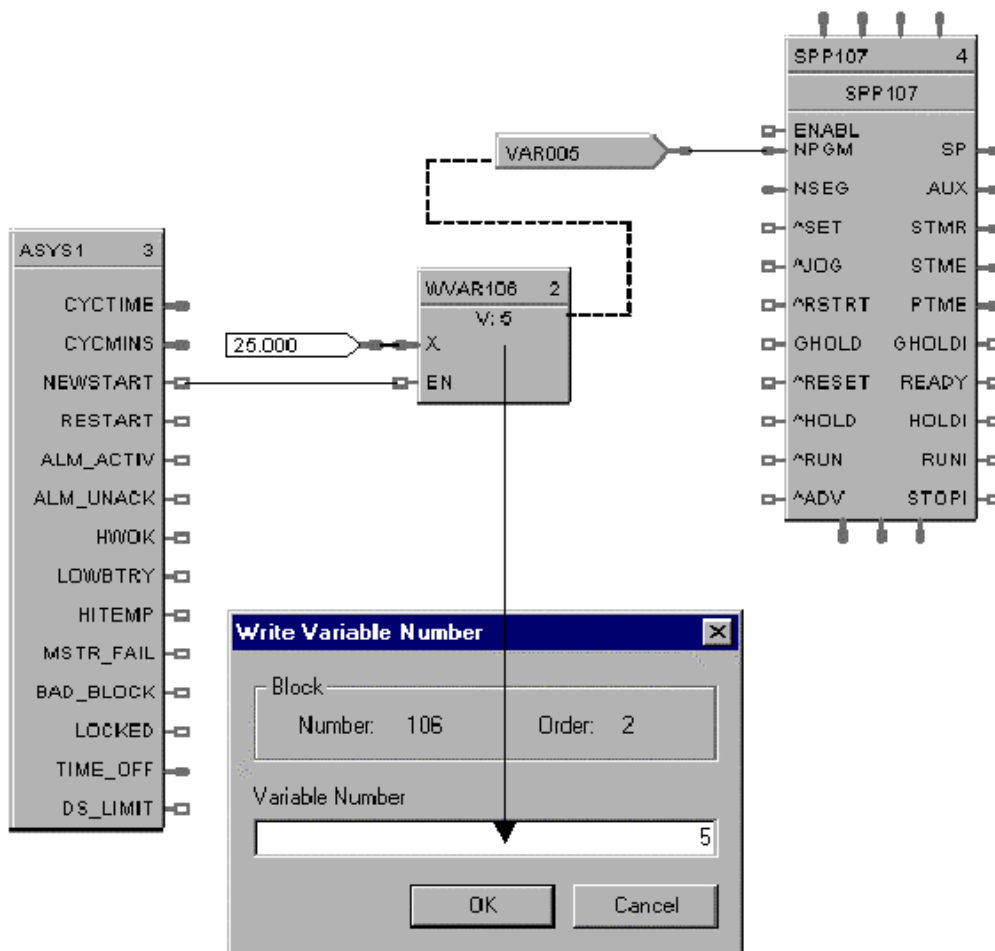 SPP107 4
SPP107
ENABL
NPGM SP
NSEG AUX
^SET STMR
^JOG STME
^RSTRT PTME
GHOLD GHOLDI
^RESET READY
^HOLD HOLDI
^RUN RUNI
^ADV STOPI
VAR005
ASYS1 3
CYCTIME
CYCMINS
NEWSTART
RESTART
ALM_ACTIV
ALM_UNACK
HWOK
LOWBTRY
HITEMP
MSTR_FAIL
BAD_BLOCK
LOCKED
TIME_OFF
DS_LIMIT
WVAR106 2
V: 5
X
EN
25.000
Write Variable Number
Block
Number: 106 Order: 2
Variable Number
5
OK Cancel